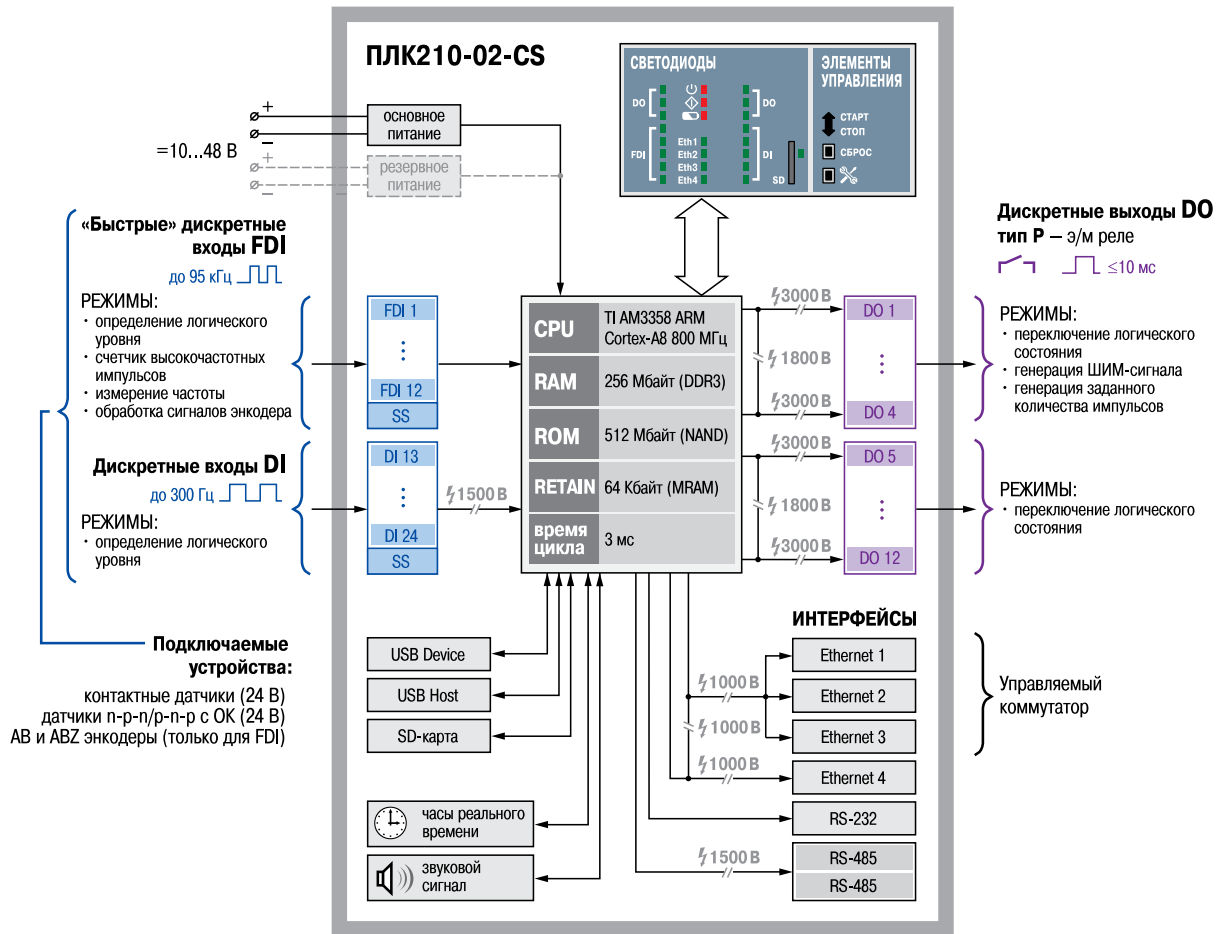 ПЛК210-02-CS
СВЕТОДИОДЫ
DO
DO
FDI
Eth1
Eth2
Eth3
Eth4
DI
SD
ЭЛЕМЕНТЫ
УПРАВЛЕНИЯ
СТАРТ
СТОП
СБРОС
+
–
=10...48 В
+
–
основное
питание
резервное
питание
«Быстрые» дискретные
входы FDI
до 95 кГц
РЕЖИМЫ:
· определение логического
уровня
· счетчик высокочастотных
импульсов
· измерение частоты
· обработка сигналов энкодера
Дискретные входы DI
до 300 Гц
РЕЖИМЫ:
· определение логического
уровня
Подключаемые
устройства:
контактные датчики (24 В)
датчики n-p-n/p-n-p с ОК (24 В)
AB и ABZ энкодеры (только для FDI)
FDI 1
FDI 12
SS
DI 13
DI 24
SS
1500 В
CPU
TI AM3358 ARM
Cortex-A8 800 МГц
RAM
256 Мбайт (DDR3)
ROM
512 Мбайт (NAND)
RETAIN
64 Кбайт (MRAM)
время
цикла
3 мс
3000 В
1800 В
3000 В
3000 В
1800 В
3000 В
DO 1
DO 4
DO 5
DO 12
Дискретные выходы DO
тип Р – э/м реле
≤10 мс
РЕЖИМЫ:
· переключение логического
состояния
· генерация ШИМ-сигнала
· генерация заданного
количества импульсов
РЕЖИМЫ:
· переключение логического
состояния
USB Device
USB Host
SD-карта
часы реального
времени
звуковой
сигнал
ИНТЕРФЕЙСЫ
1000 В
1000 В
1000 В
1500 В
Ethernet 1
Ethernet 2
Ethernet 3
Ethernet 4
RS-232
RS-485
RS-485
Управляемый
коммутатор